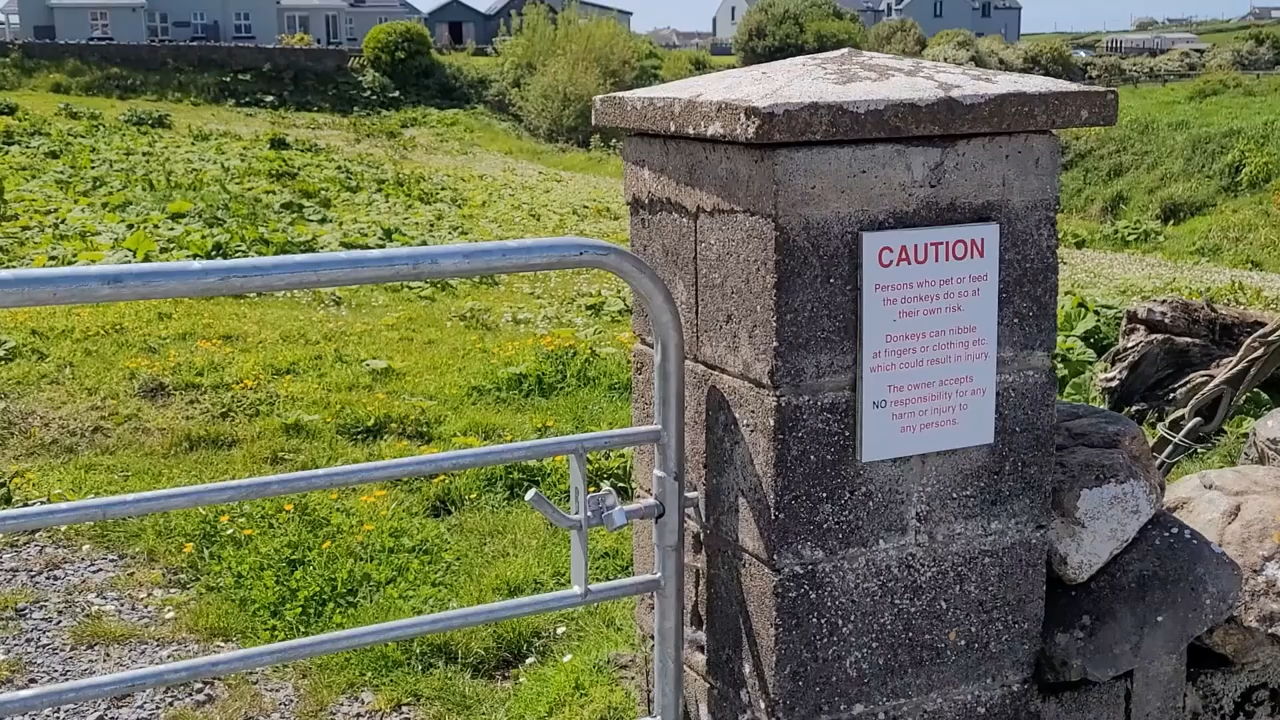 CAUTION
Persons who pet or feed
the donkeys do so at
their own risk.
Donkeys can nibble
at fingers or clothing etc.
which could result in injury.
The owner accepts
NO responsibility for any
harm or injury to
any persons.